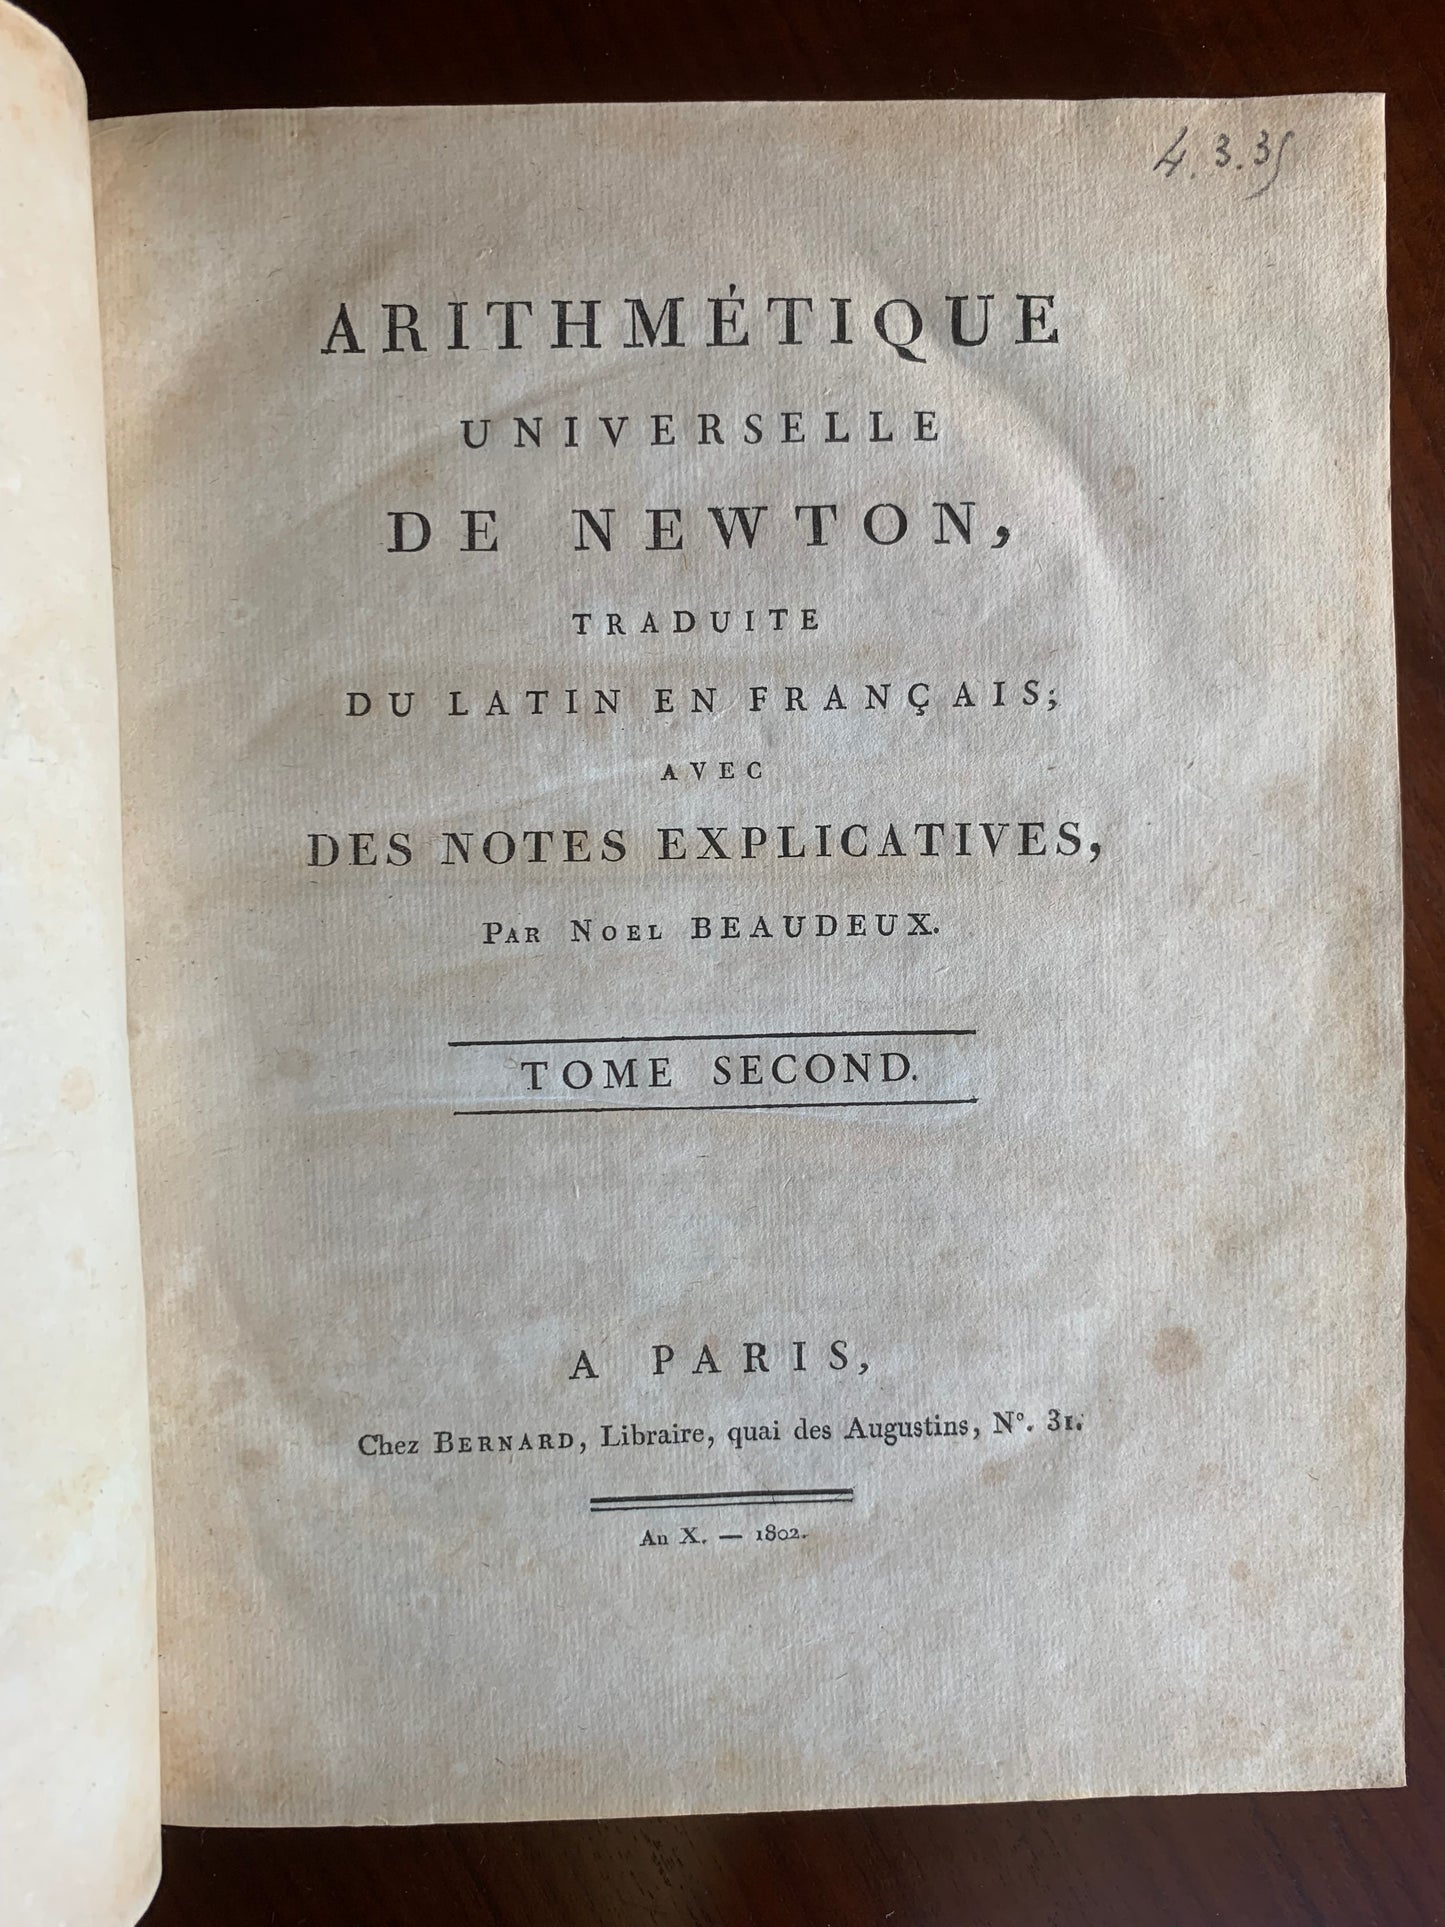 4.3.35
ARITHMÉTIQUE
UNIVERSELLE
DE NEWTON,
TRADUITE
DU LATIN EN FRANÇAIS;
AVEC
DES NOTES EXPLICATIVES,
PAR NOEL BEAUDEUX.
TOME SECOND.
A PARIS,
Chez BERNARD, Libraire, quai des Augustins, N°. 31.
An X. — 1802.